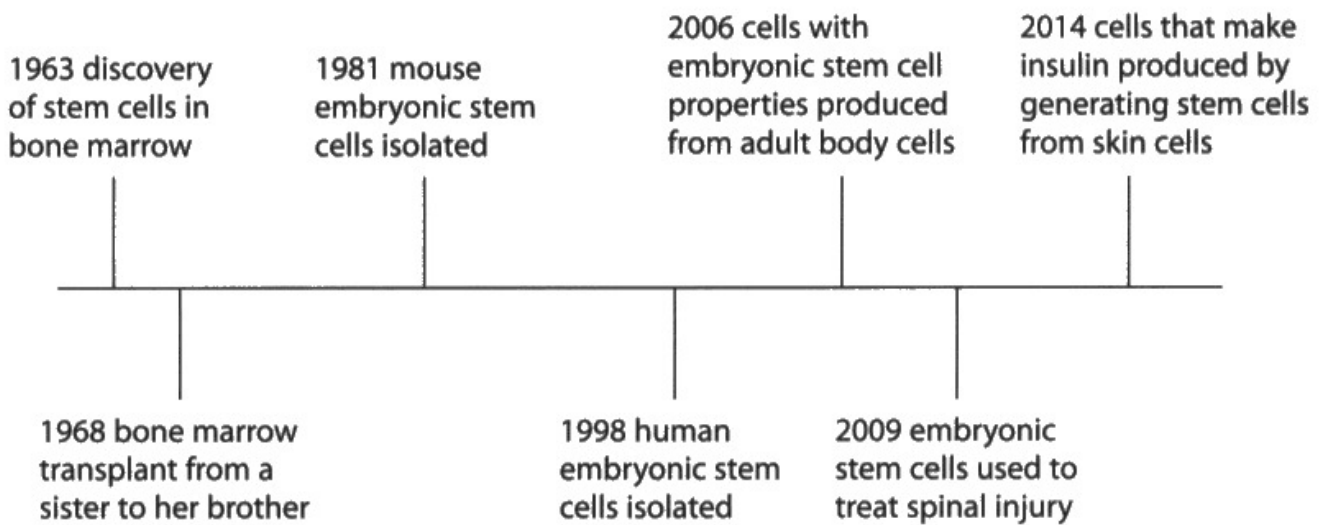 1963 discovery
of stem cells in
bone marrow
1968 bone marrow
transplant from a
sister to her brother
1981 mouse
embryonic stem
cells isolated
1998 human
embryonic stem
cells isolated
2006 cells with
embryonic stem cell
properties produced
from adult body cells
2009 embryonic
stem cells used to
treat spinal injury
2014 cells that make
insulin produced by
generating stem cells
from skin cells